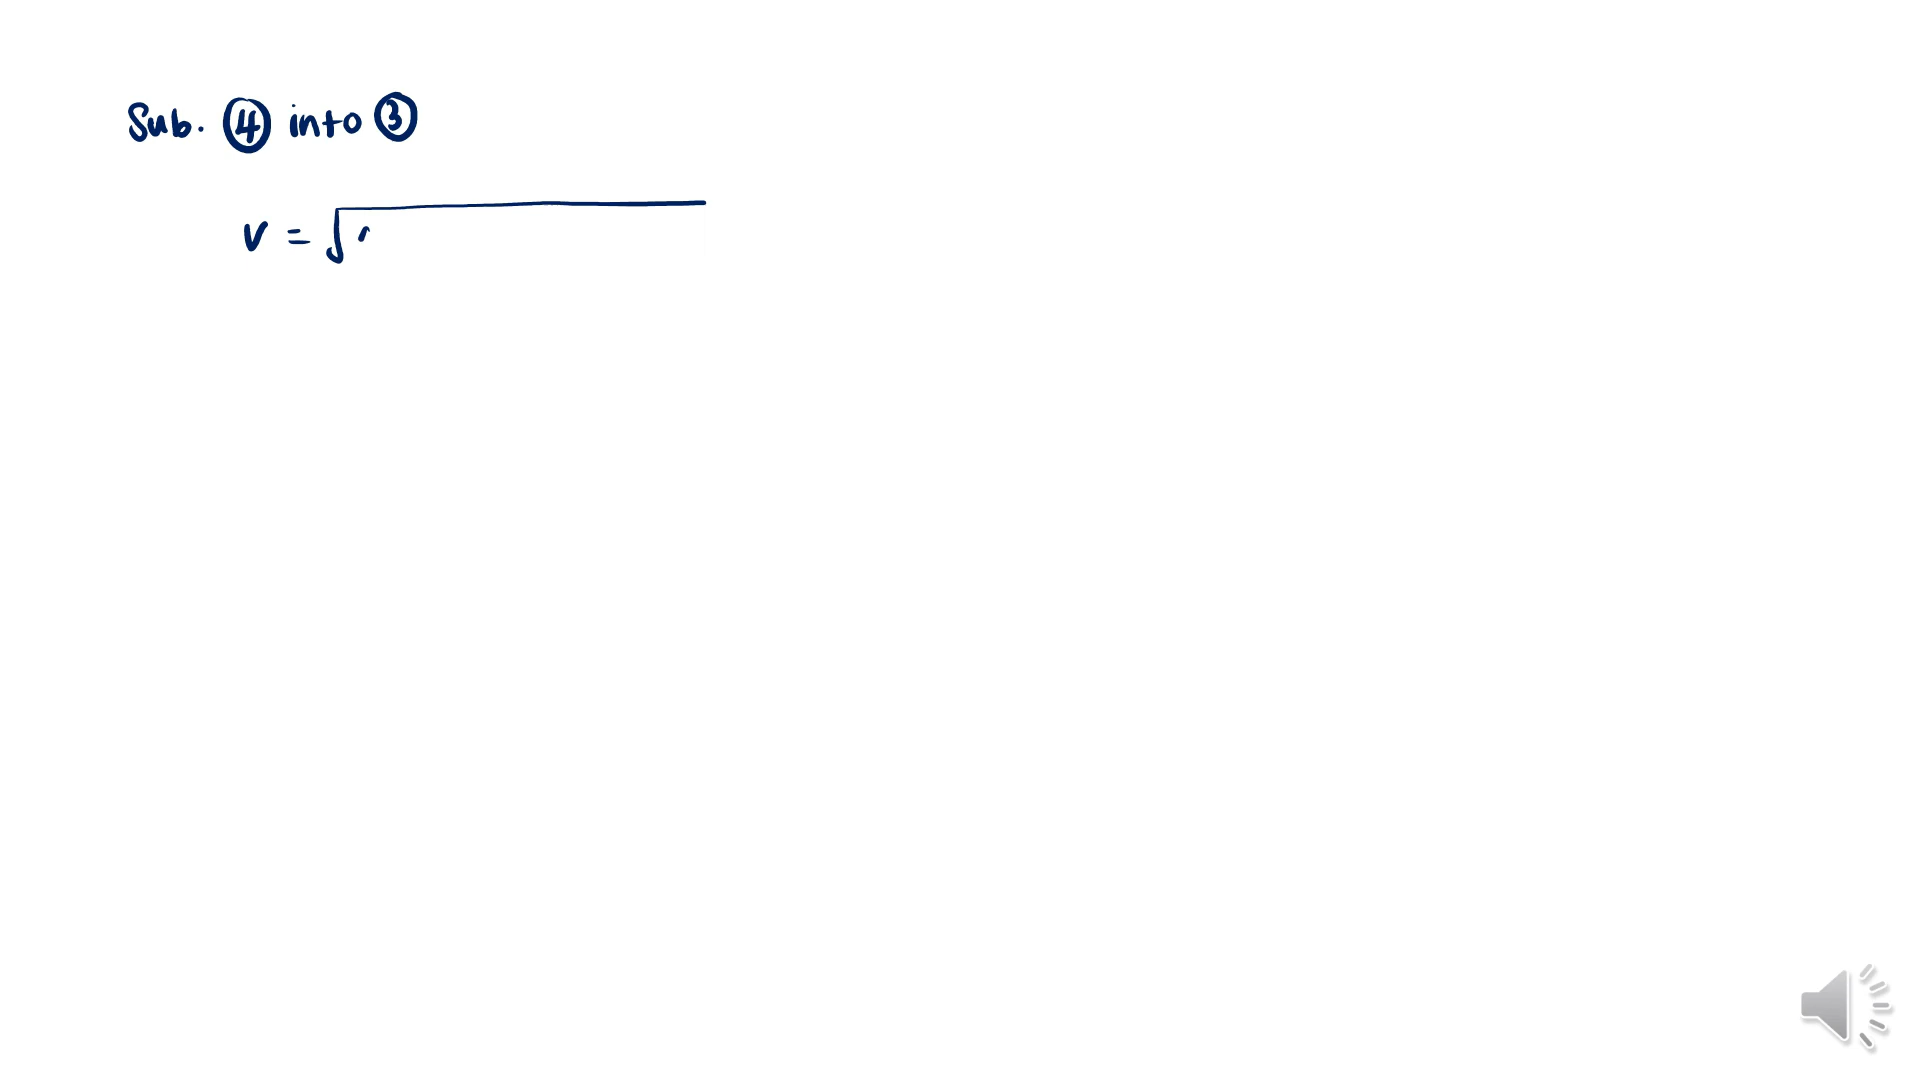 Sub. ④ into ③
v = √